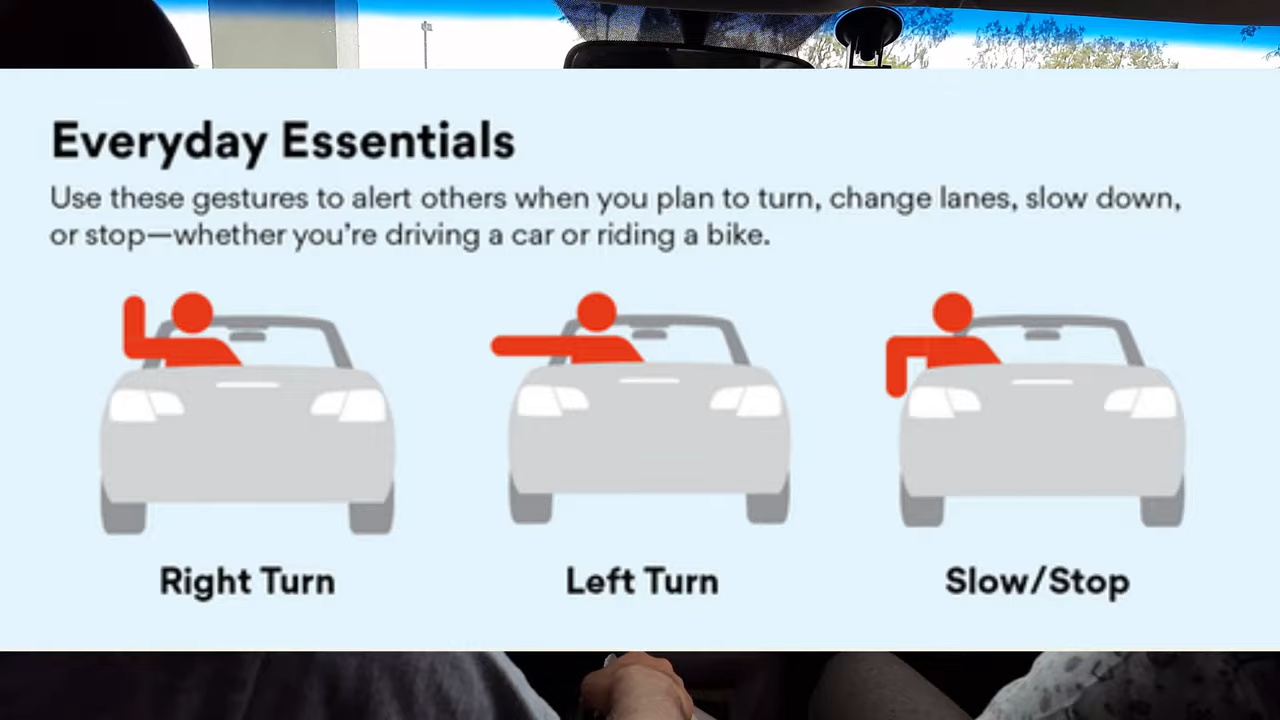 Everyday Essentials
Use these gestures to alert others when you plan to turn, change lanes, slow down,
or stop—whether you're driving a car or riding a bike.
Right Turn
Left Turn
Slow/Stop